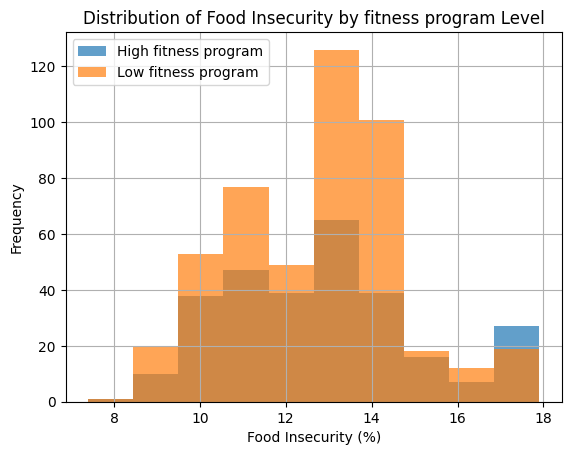 Distribution of Food Insecurity by fitness program Level
High fitness program
Low fitness program
120
100
80
60
40
20
0
Frequency
8 10 12 14 16 18
Food Insecurity (%)